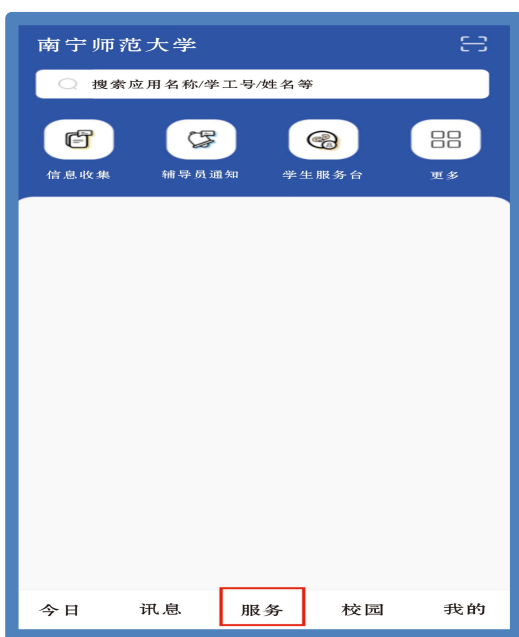 南宁师范大学
搜索应用名称/学工号/姓名等
信息收集 辅导员通知 学生服务台 更多
今日 讯息 服务 校园 我的